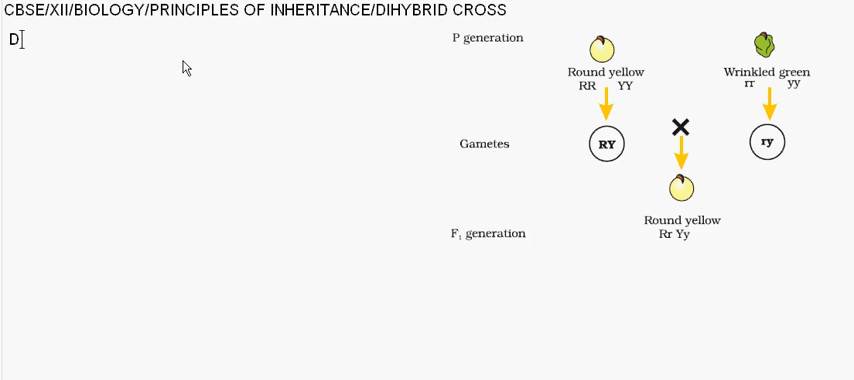 CBSE/XII/BIOLOGY/PRINCIPLES OF INHERITANCE/DIHYBRID CROSS
D
P generation
Round yellow
RR YY
Wrinkled green
rr yy
Gametes
RY
ry
Round yellow
Rr Yy
F₁ generation